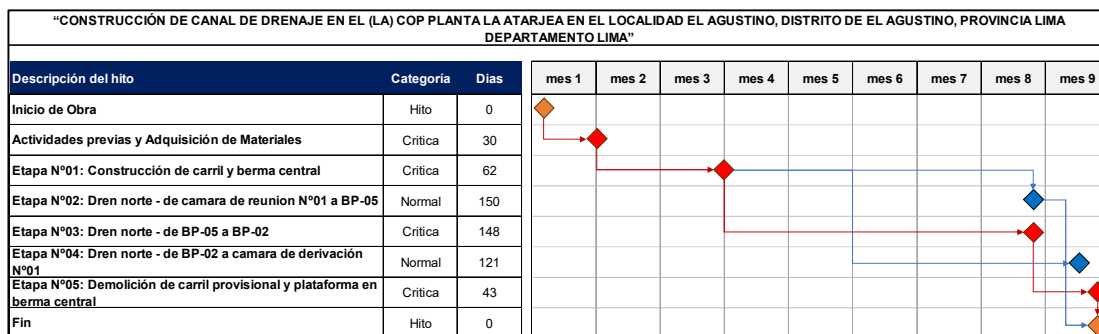 “CONSTRUCCIÓN DE CANAL DE DRENAJE EN EL (LA) COP PLANTA LA ATARJEA EN EL LOCALIDAD EL AGUSTINO, DISTRITO DE EL AGUSTINO, PROVINCIA LIMA
DEPARTAMENTO LIMA”
Descripción del hito Categoría Dias mes 1 mes 2 mes 3 mes 4 mes 5 mes 6 mes 7 mes 8 mes 9
Inicio de Obra Hito 0
Actividades previas y Adquisición de Materiales Critica 30
Etapa Nº01: Construcción de carril y berma central Critica 62
Etapa Nº02: Dren norte - de camara de reunion Nº01 a BP-05 Normal 150
Etapa Nº03: Dren norte - de BP-05 a BP-02 Critica 148
Etapa Nº04: Dren norte - de BP-02 a camara de derivación
Nº01 Normal 121
Etapa Nº05: Demolición de carril provisional y plataforma en
berma central Critica 43
Fin Hito 0